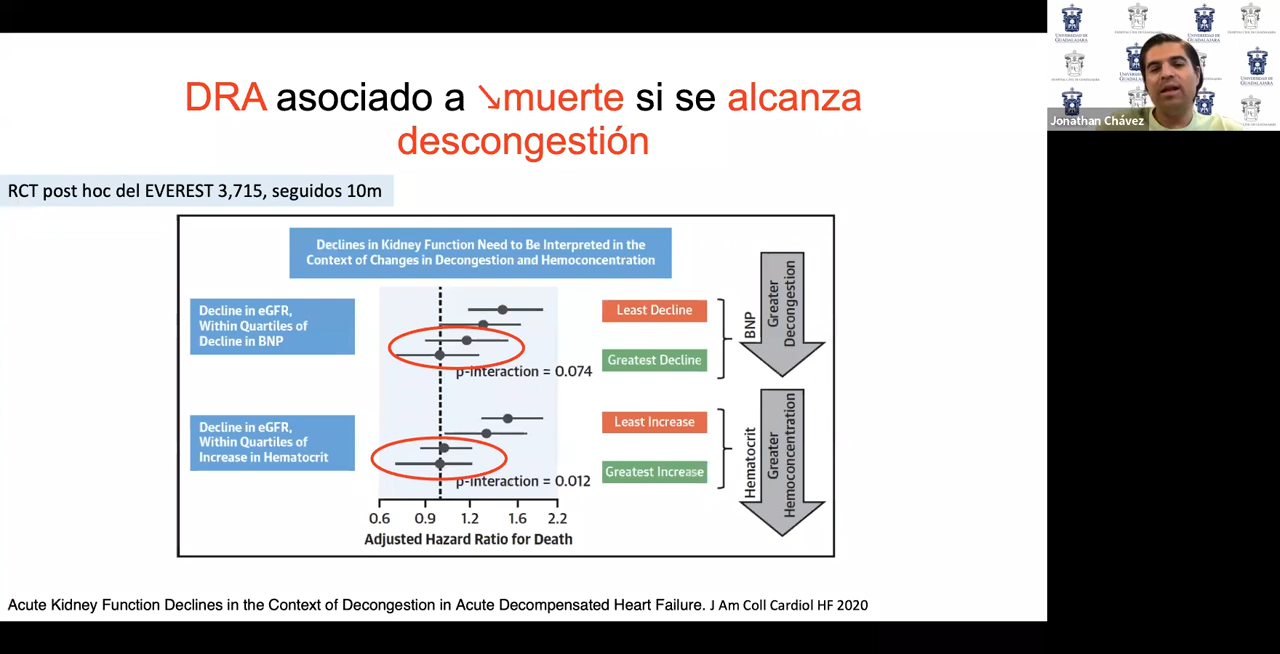 DRA asociado a ↘muerte si se alcanza
descongestión
RCT post hoc del EVEREST 3,715, seguidos 10m
Declines in Kidney Function Need to Be Interpreted in the
Context of Changes in Decongestion and Hemoconcentration
Decline in eGFR,
Within Quartiles of
Decline in BNP
Least Decline
Greatest Decline
p-interaction = 0.074
BNP
Greater
Decongestion
Decline in eGFR,
Within Quartiles of
Increase in Hematocrit
Least Increase
Greatest Increase
p-interaction = 0.012
Hematocrit
Greater
Hemoconcentration
0.6 0.9 1.2 1.6 2.2
Adjusted Hazard Ratio for Death
Acute Kidney Function Declines in the Context of Decongestion in Acute Decompensated Heart Failure. J Am Coll Cardiol HF 2020
UNIVERSIDAD DE
GUADALAJARA
Jonathan Chávez